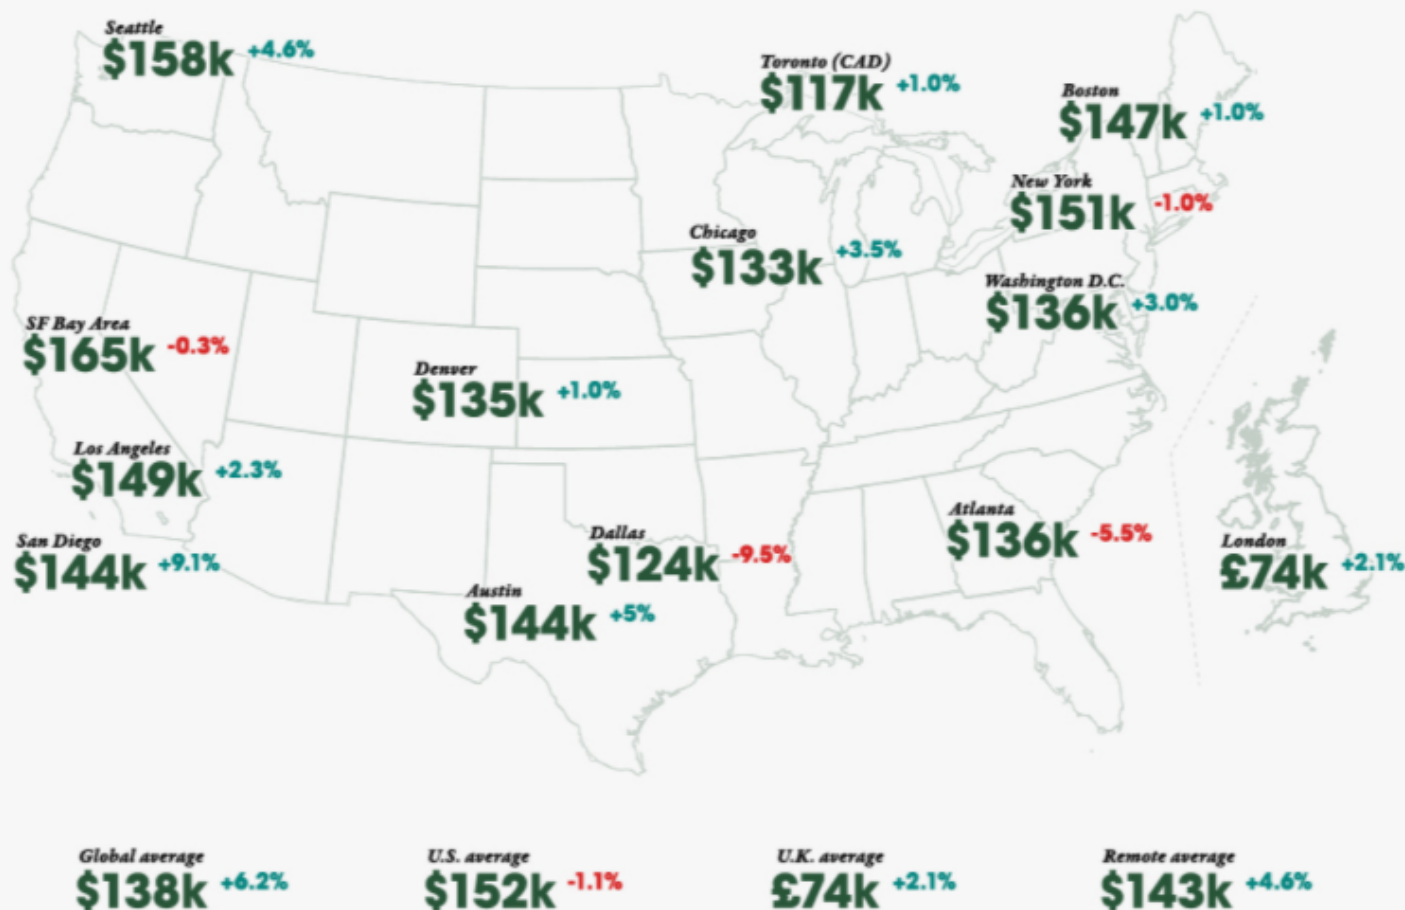 Seattle
$158k +4.6%
Toronto (CAD)
$117k +1.0%
Boston
$147k +1.0%
New York
$151k -1.0%
Chicago
$133k +3.5%
Washington D.C.
$136k +3.0%
SF Bay Area
$165k -0.3%
Denver
$135k +1.0%
Los Angeles
$149k +2.3%
Atlanta
$136k -5.5%
Dallas
$124k -9.5%
San Diego
$144k +9.1%
London
£74k +2.1%
Austin
$144k +5%
Global average
$138k +6.2%
U.S. average
$152k -1.1%
U.K. average
£74k +2.1%
Remote average
$143k +4.6%